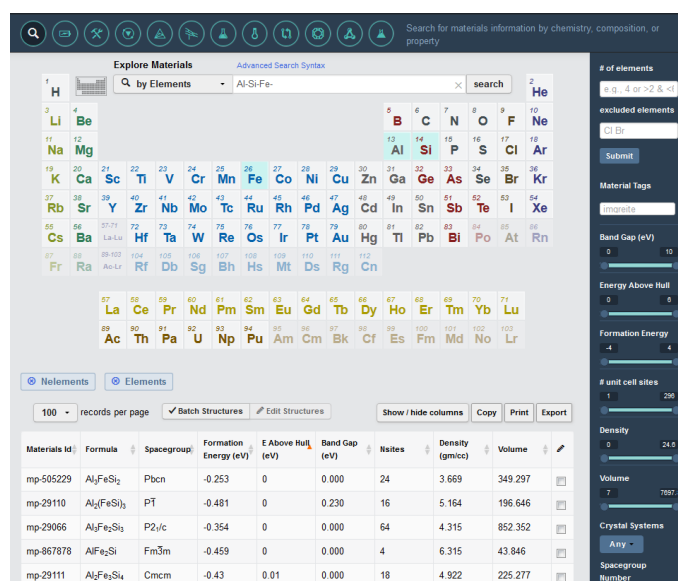 Search for materials information by chemistry, composition, or
property
Explore Materials Advanced Search Syntax
by Elements Al-Si-Fe- × search
1 H 2 He
3 Li 4 Be 5 B 6 C 7 N 8 O 9 F 10 Ne
11 Na 12 Mg 13 Al 14 Si 15 P 16 S 17 Cl 18 Ar
19 K 20 Ca 21 Sc 22 Ti 23 V 24 Cr 25 Mn 26 Fe 27 Co 28 Ni 29 Cu 30 Zn 31 Ga 32 Ge 33 As 34 Se 35 Br 36 Kr
37 Rb 38 Sr 39 Y 40 Zr 41 Nb 42 Mo 43 Tc 44 Ru 45 Rh 46 Pd 47 Ag 48 Cd 49 In 50 Sn 51 Sb 52 Te 53 I 54 Xe
55 Cs 56 Ba 57-71 La-Lu 72 Hf 73 Ta 74 W 75 Re 76 Os 77 Ir 78 Pt 79 Au 80 Hg 81 Tl 82 Pb 83 Bi 84 Po 85 At 86 Rn
87 Fr 88 Ra 89-103 Ac-Lr 104 Rf 105 Db 106 Sg 107 Bh 108 Hs 109 Mt 110 Ds 111 Rg 112 Cn
57 La 58 Ce 59 Pr 60 Nd 61 Pm 62 Sm 63 Eu 64 Gd 65 Tb 66 Dy 67 Ho 68 Er 69 Tm 70 Yb 71 Lu
89 Ac 90 Th 91 Pa 92 U 93 Np 94 Pu 95 Am 96 Cm 97 Bk 98 Cf 99 Es 100 Fm 101 Md 102 No 103 Lr
Nelements Elements
100 records per page Batch Structures Edit Structures Show / hide columns Copy Print Export
Materials Id Formula Spacegroup Formation Energy (eV) E Above Hull (eV) Band Gap (eV) Nsites Density (gm/cc) Volume
mp-505229 Al₃FeSi₂ Pbcn -0.253 0 0.000 24 3.669 349.297
mp-29110 Al₂(FeSi)₃ P1̅ -0.481 0 0.230 16 5.164 196.646
mp-29066 Al₃Fe₂Si₃ P2₁/c -0.354 0 0.000 64 4.315 852.352
mp-867878 AlFe₂Si Fm3̅m -0.459 0 0.000 4 6.315 43.846
mp-29111 Al₂Fe₃Si₄ Cmcm -0.43 0.01 0.000 18 4.922 225.277
# of elements
e.g., 4 or >2 &
excluded elements
Cl Br
Submit
Material Tags
imgreite
Band Gap (eV)
0 10
Energy Above Hull
0 6
Formation Energy
-4 4
# unit cell sites
1 296
Density
0 24.6
Volume
7 7697.
Crystal Systems
Any
Spacegroup
Number